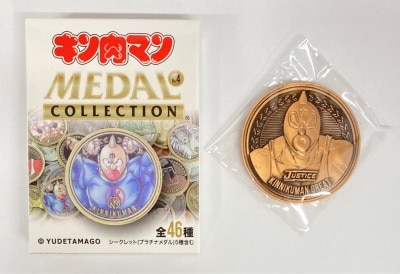 キン肉マン
MEDAL
COLLECTION®
KINNIKUMAN
全46種
© YUDETAMAGO
シークレット(プラチナメダル)5種含む
JUSTICE
KINNIKUMAN GREAT